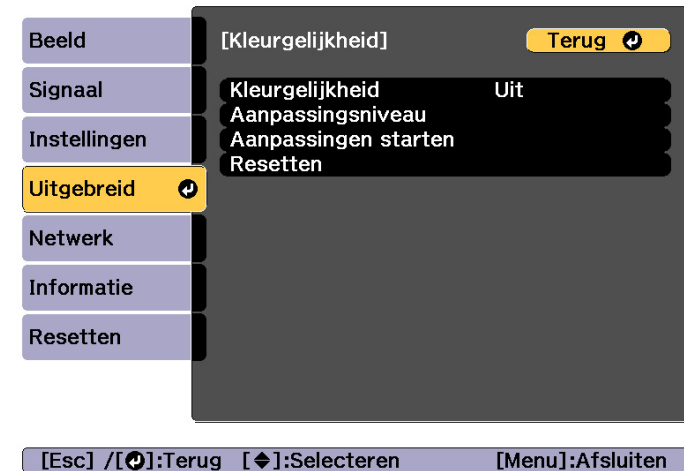 Beeld
Signaal
Instellingen
Uitgebreid
Netwerk
Informatie
Resetten
[Kleurgelijkheid] Terug
Kleurgelijkheid Uit
Aanpassingsniveau
Aanpassingen starten
Resetten
[Esc] /[ ]:Terug [ ]:Selecteren [Menu]:Afsluiten